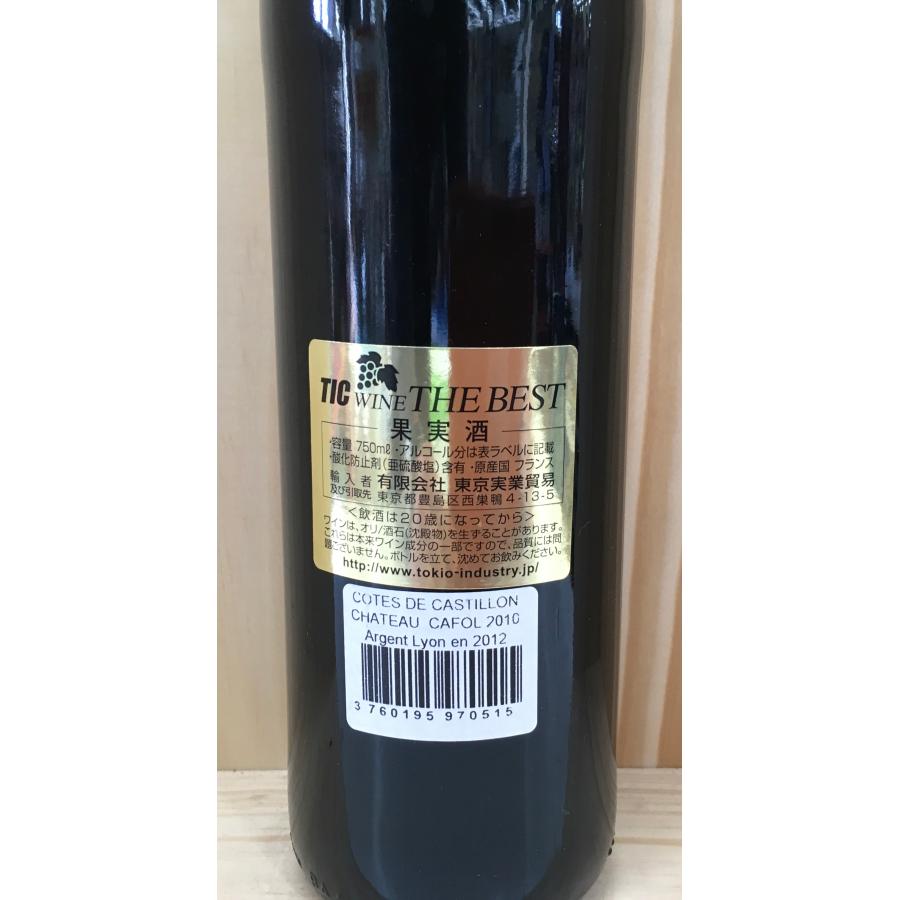 TIC WINE THE BEST
果実酒
・容量 750mℓ ・アルコール分は表ラベルに記載
・酸化防止剤(亜硫酸塩)含有 ・原産国 フランス
輸入者 有限会社 東京実業貿易
及び引取先 東京都豊島区西巣鴨4-13-5
<飲酒は20歳になってから>
ワインは、オリ/酒石(沈殿物)を生ずることがあります。
これらは本来ワイン成分の一部ですので、品質には問
題ございません。ボトルを立て、沈めてお飲みください。
http://www.tokio-industry.jp/
COTES DE CASTILLON
CHATEAU CAFOL 2010
Argent Lyon en 2012
3 760195 970515